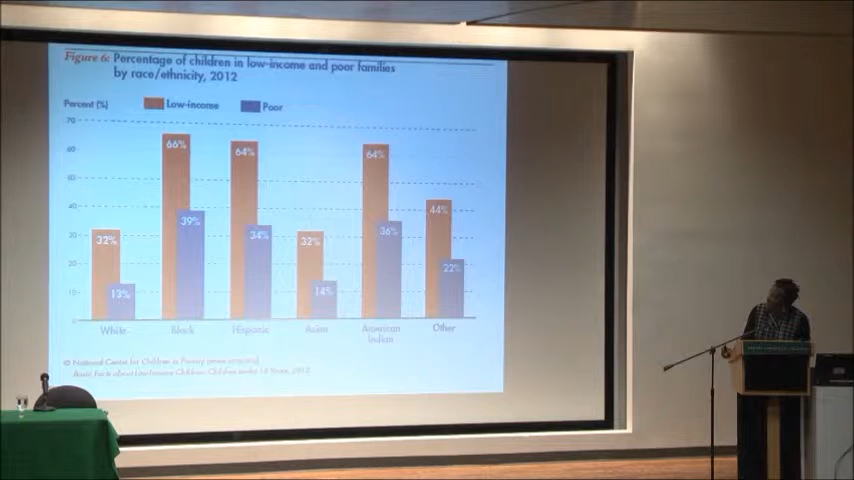 Figure 6: Percentage of children in low-income and poor families
by race/ethnicity, 2012
Percent (%)
Low-income
Poor
70
60
50
40
30
20
10
0
32%
13%
66%
39%
64%
34%
32%
14%
64%
36%
44%
22%
White
Black
Hispanic
Asian
American
Indian
Other
© National Center for Children in Poverty
Basic Facts about Low-Income Children: Children under 18 Years, 2012